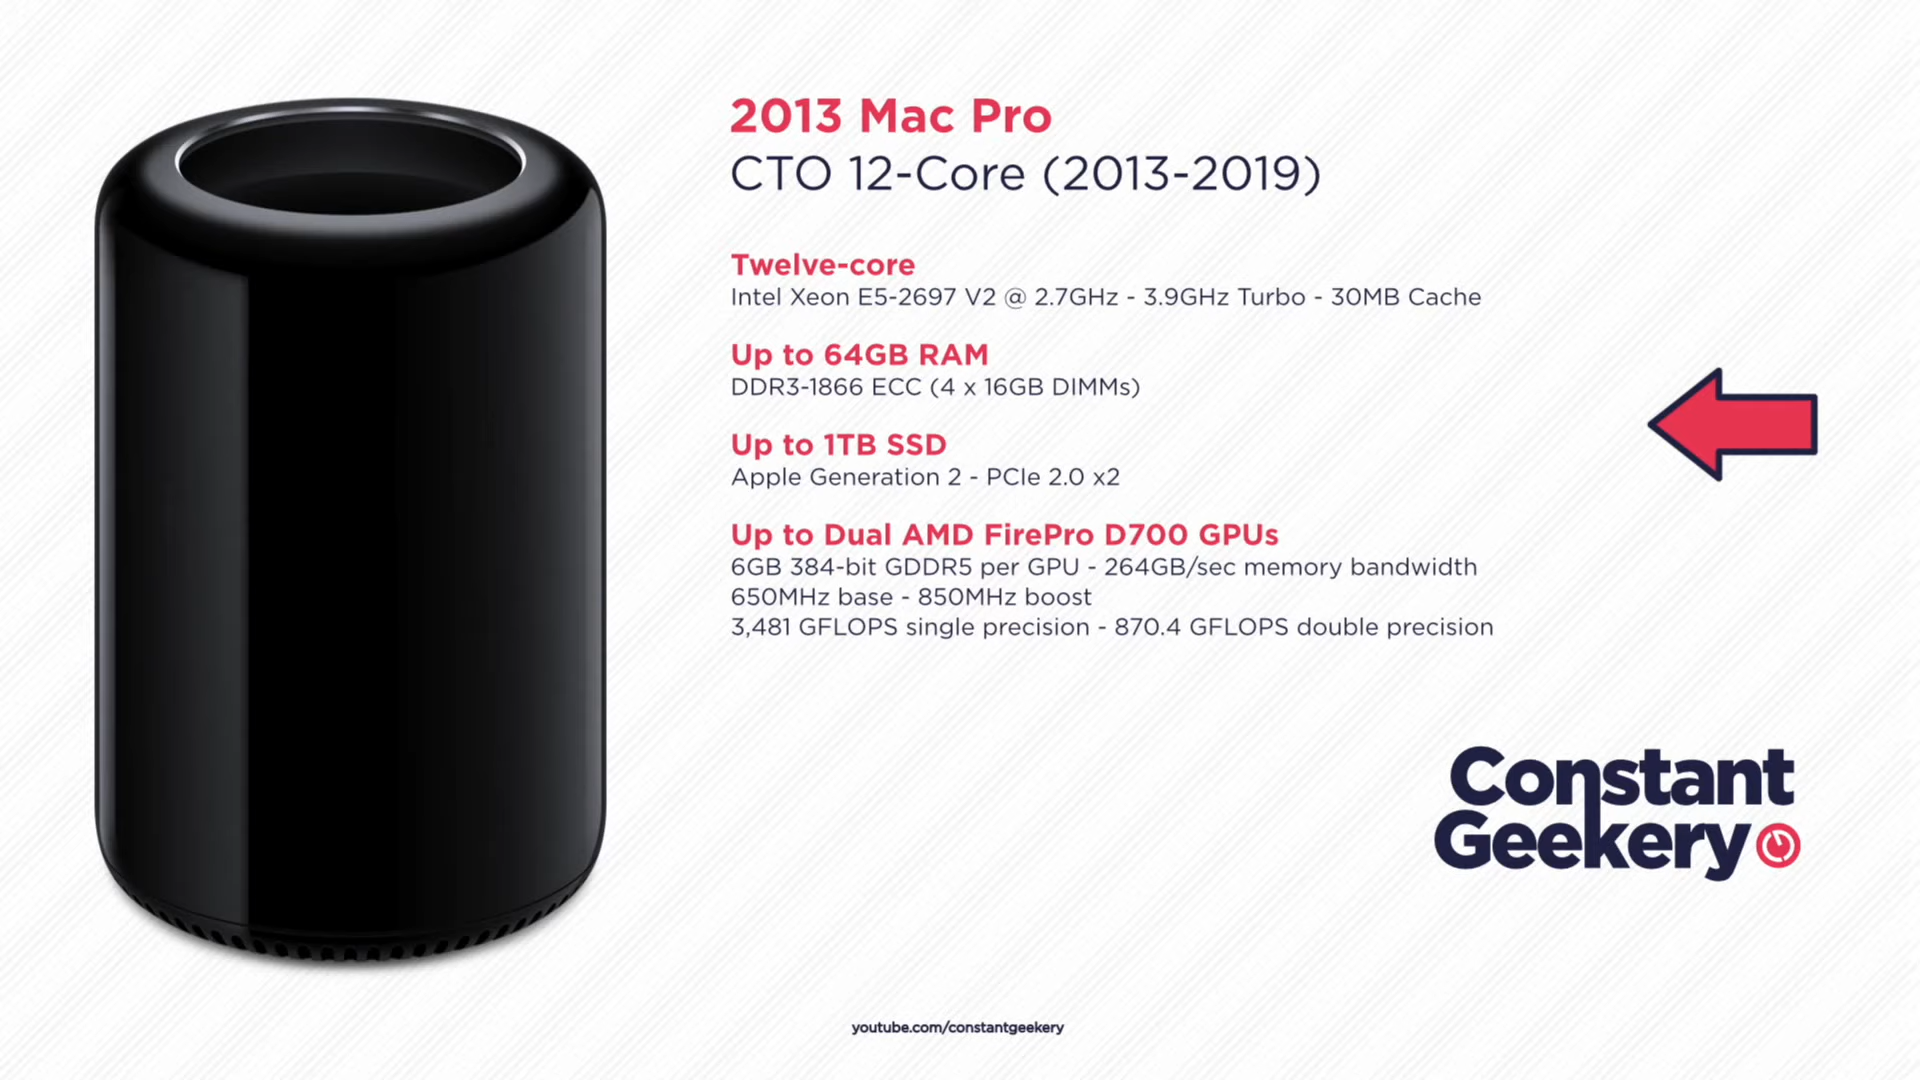 2013 Mac Pro
CTO 12-Core (2013-2019)
Twelve-core
Intel Xeon E5-2697 V2 @ 2.7GHz - 3.9GHz Turbo - 30MB Cache
Up to 64GB RAM
DDR3-1866 ECC (4 x 16GB DIMMs)
Up to 1TB SSD
Apple Generation 2 - PCIe 2.0 x2
Up to Dual AMD FirePro D700 GPUs
6GB 384-bit GDDR5 per GPU - 264GB/sec memory bandwidth
650MHz base - 850MHz boost
3,481 GFLOPS single precision - 870.4 GFLOPS double precision
Constant
Geekery
youtube.com/constantgeekery